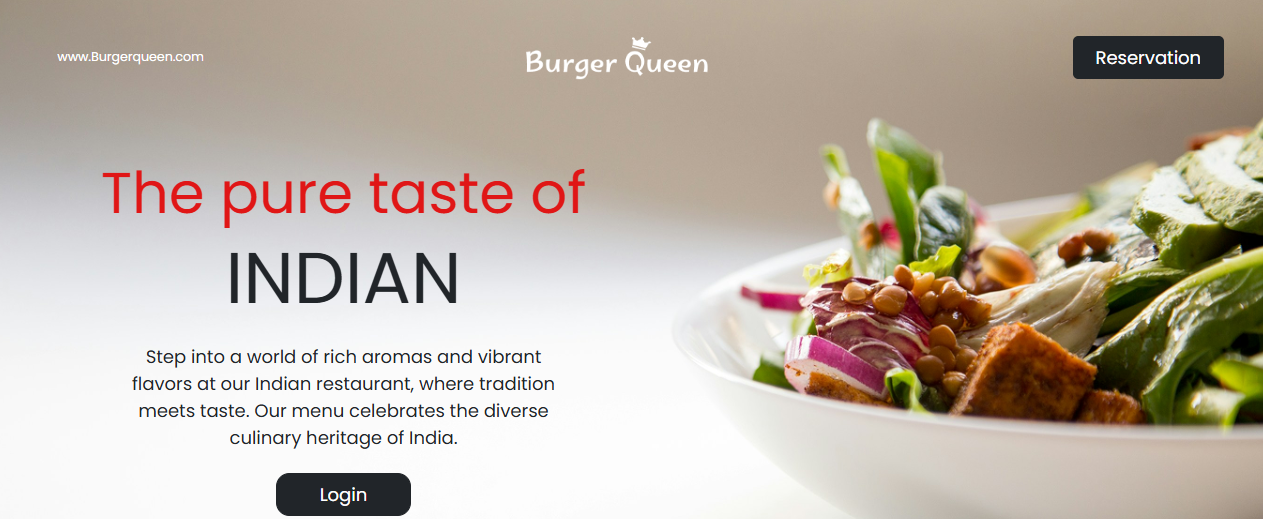 www.Burgerqueen.com
Burger Queen
Reservation
The pure taste of
INDIAN
Step into a world of rich aromas and vibrant
flavors at our Indian restaurant, where tradition
meets taste. Our menu celebrates the diverse
culinary heritage of India.
Login